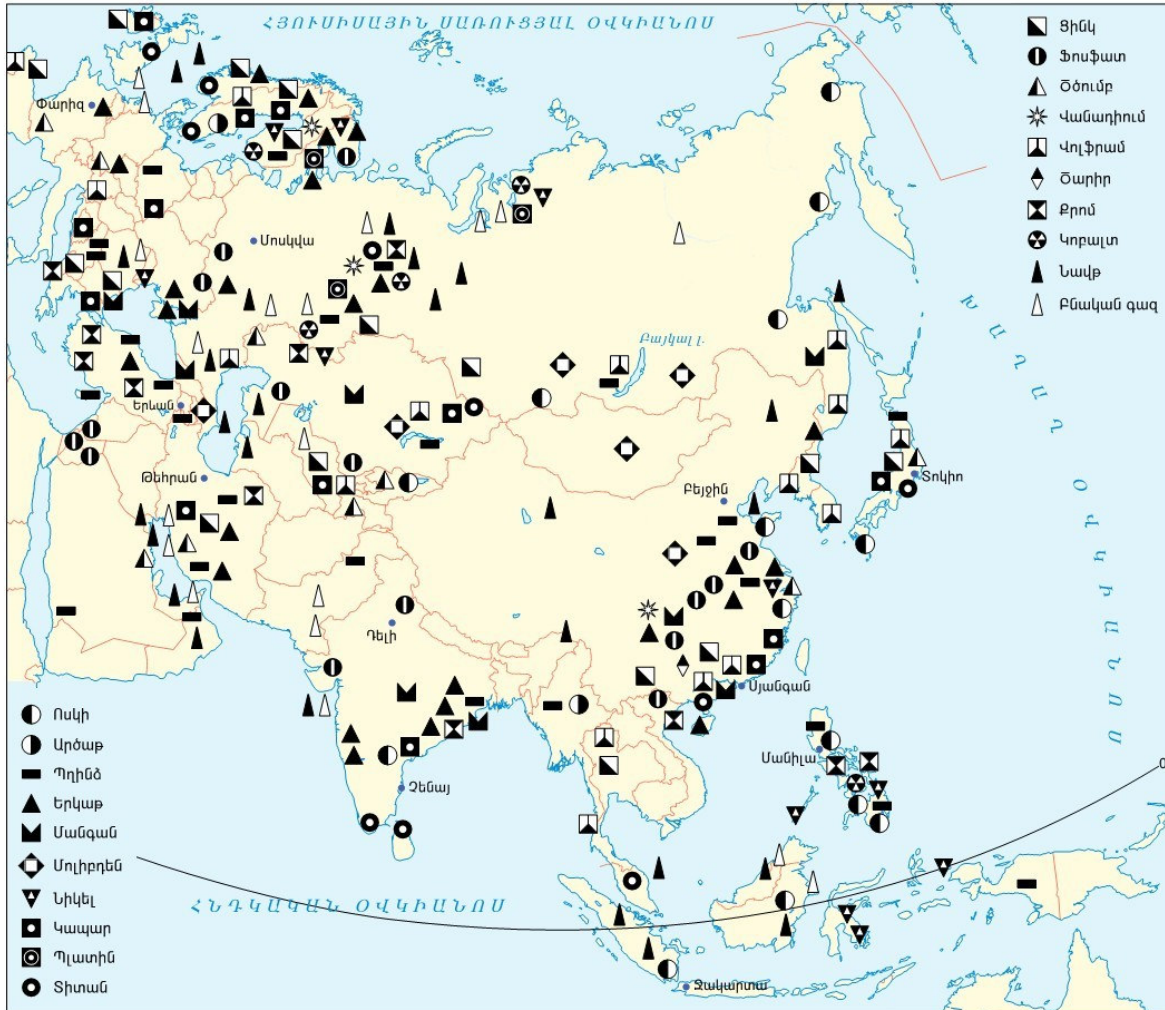 ՀՅՈՒՍԻՍԱՅԻՆ ՍԱՌՈՒՑՅԱԼ ՕՎԿԻԱՆՈՍ
Ցինկ
Ֆոսֆատ
Ծծումբ
Վանադիում
Վոլֆրամ
Ծարիր
Քրոմ
Կոբալտ
Նավթ
Բնական գազ
Փարիզ
Մոսկվա
Բայկալ լ.
ԽԱՂԱՂ ՕՎԿԻԱՆՈՍ
Երևան
Թեհրան
Բեյջին
Տոկիո
Դելի
Սյանգան
Մանիլա
Չենայ
0
ՀՆԴԿԱԿԱՆ ՕՎԿԻԱՆՈՍ
Ջակարտա
Ոսկի
Արծաթ
Պղինձ
Երկաթ
Մանգան
Մոլիբդեն
Նիկել
Կապար
Պլատին
Տիտան